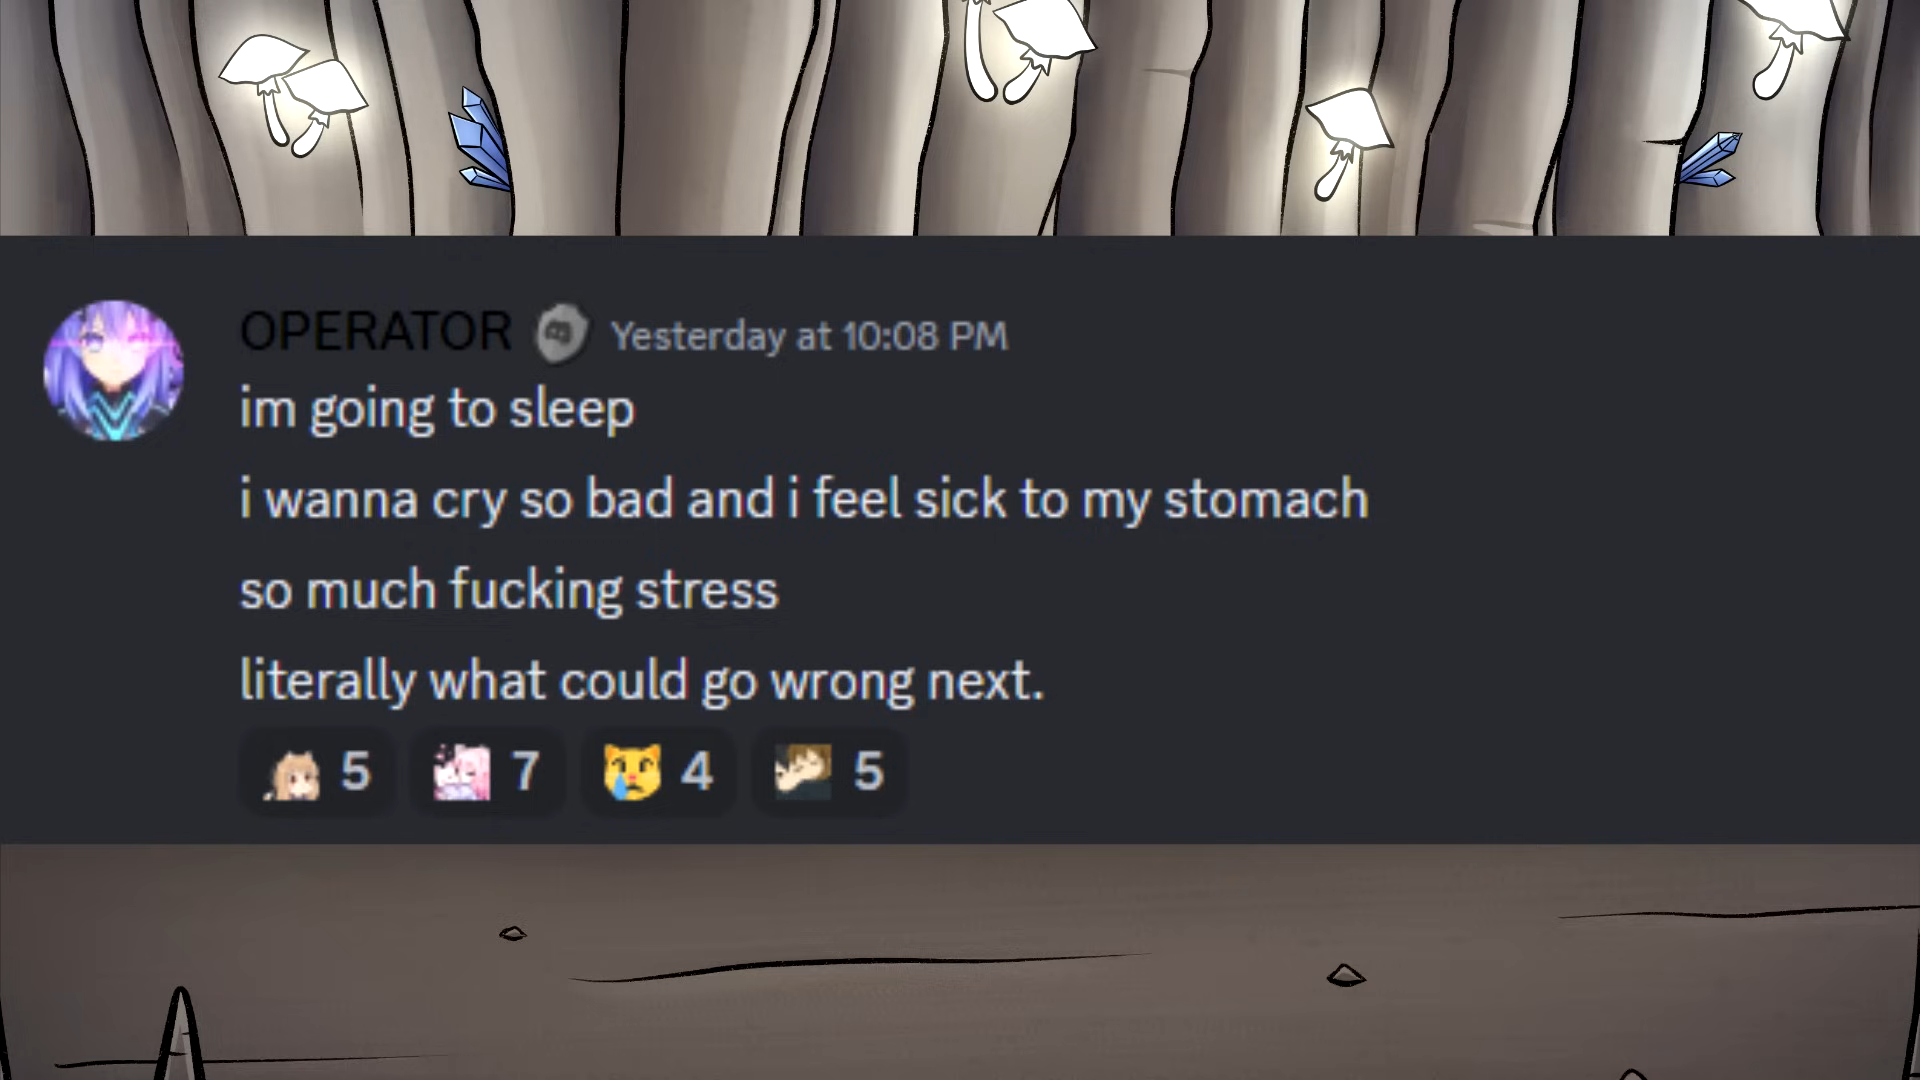 OPERATOR Yesterday at 10:08 PM
im going to sleep
i wanna cry so bad and i feel sick to my stomach
so much fucking stress
literally what could go wrong next.
5 7 4 5